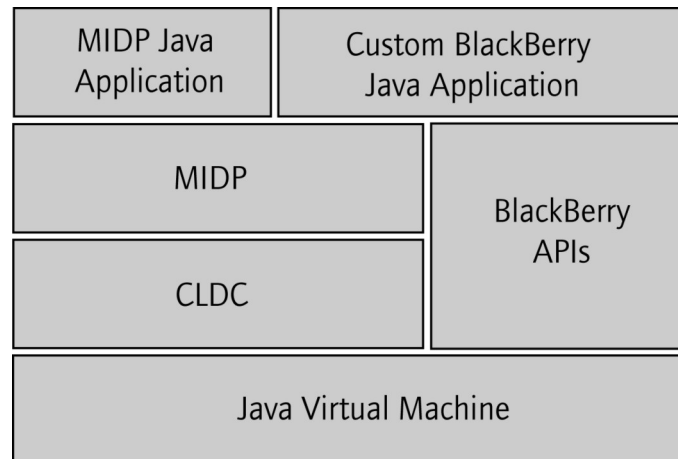 MIDP Java
Application
Custom BlackBerry
Java Application
MIDP
BlackBerry
APIs
CLDC
Java Virtual Machine